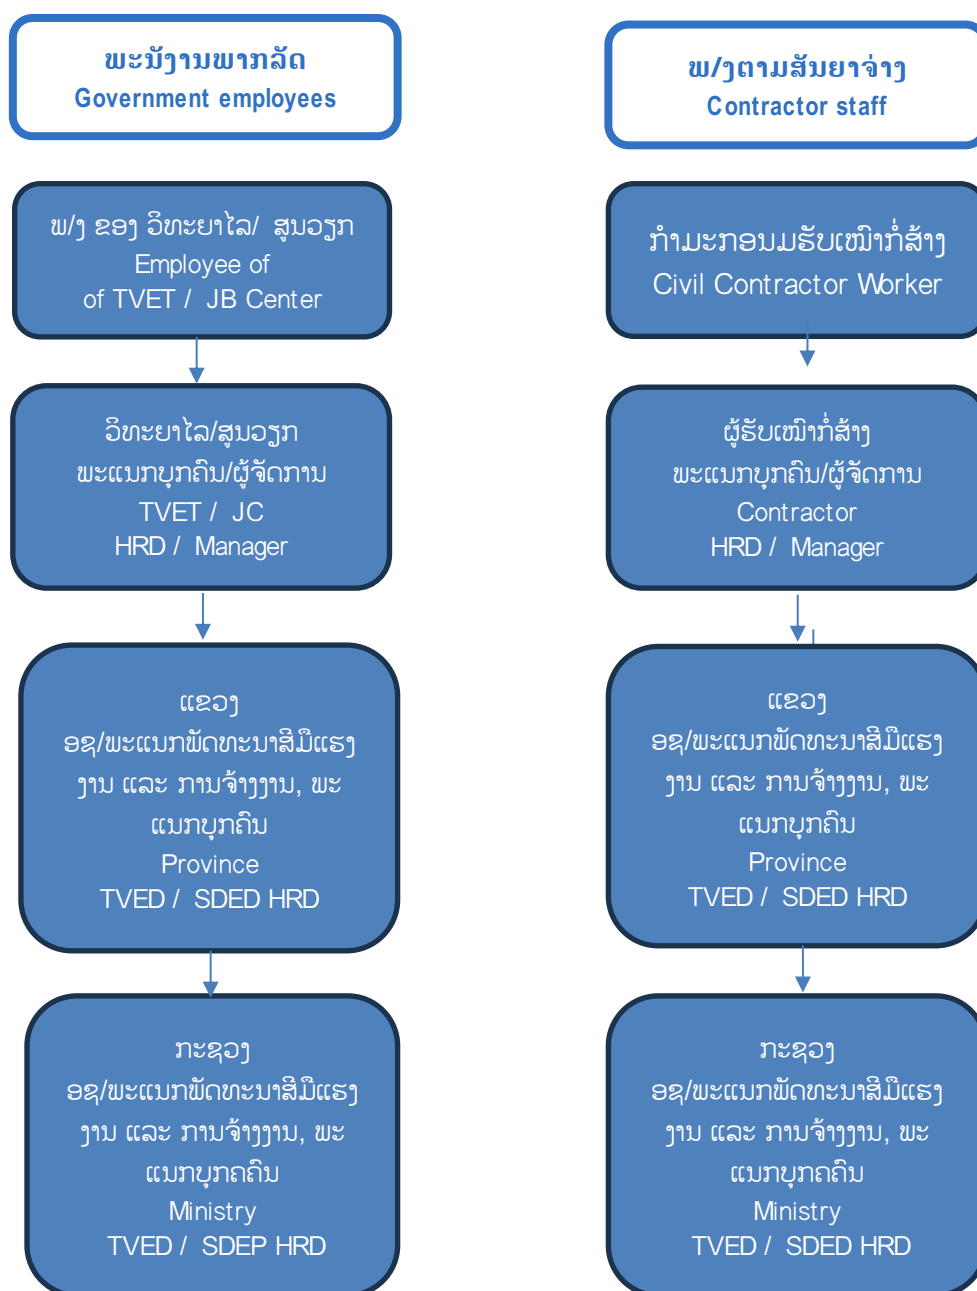 ພະນັງານພາກລັດ
Government employees
ພ/ງ ຂອງ ວິທະຍາໄລ/ ສູນວຽກ
Employee of
of TVET / JB Center
ວິທະຍາໄລ/ສູນວຽກ
ພະແນກບຸກຄົນ/ຜູ້ຈັດການ
TVET / JC
HRD / Manager
ແຂວງ
ອຊ/ພະແນກພັດທະນາສີມືແຮງ
ງານ ແລະ ການຈ້າງງານ, ພະ
ແນກບຸກຄົນ
Province
TVED / SDED HRD
ກະຊວງ
ອຊ/ພະແນກພັດທະນາສີມືແຮງ
ງານ ແລະ ການຈ້າງງານ, ພະ
ແນກບຸກຄຄົນ
Ministry
TVED / SDEP HRD
ພ/ງຕາມສັນຍາຈ່າງ
Contractor staff
ກຳມະກອນມຮັບເໝົາກໍ່ສ້າງ
Civil Contractor Worker
ຜູ້ຮັບເໝົາກໍ່ສ້າງ
ພະແນກບຸກຄົນ/ຜູ້ຈັດການ
Contractor
HRD / Manager
ແຂວງ
ອຊ/ພະແນກພັດທະນາສີມືແຮງ
ງານ ແລະ ການຈ້າງງານ, ພະ
ແນກບຸກຄົນ
Province
TVED / SDED HRD
ກະຊວງ
ອຊ/ພະແນກພັດທະນາສີມືແຮງ
ງານ ແລະ ການຈ້າງງານ, ພະ
ແນກບຸກຄຄົນ
Ministry
TVED / SDED HRD